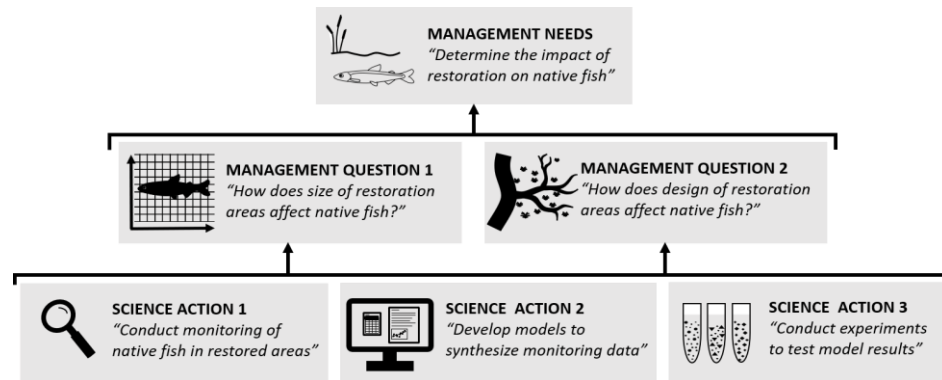 MANAGEMENT NEEDS
“Determine the impact of
restoration on native fish”
MANAGEMENT QUESTION 1
“How does size of restoration
areas affect native fish?”
MANAGEMENT QUESTION 2
“How does design of restoration
areas affect native fish?”
SCIENCE ACTION 1
“Conduct monitoring of
native fish in restored areas”
SCIENCE ACTION 2
“Develop models to
synthesize monitoring data”
SCIENCE ACTION 3
“Conduct experiments
to test model results”